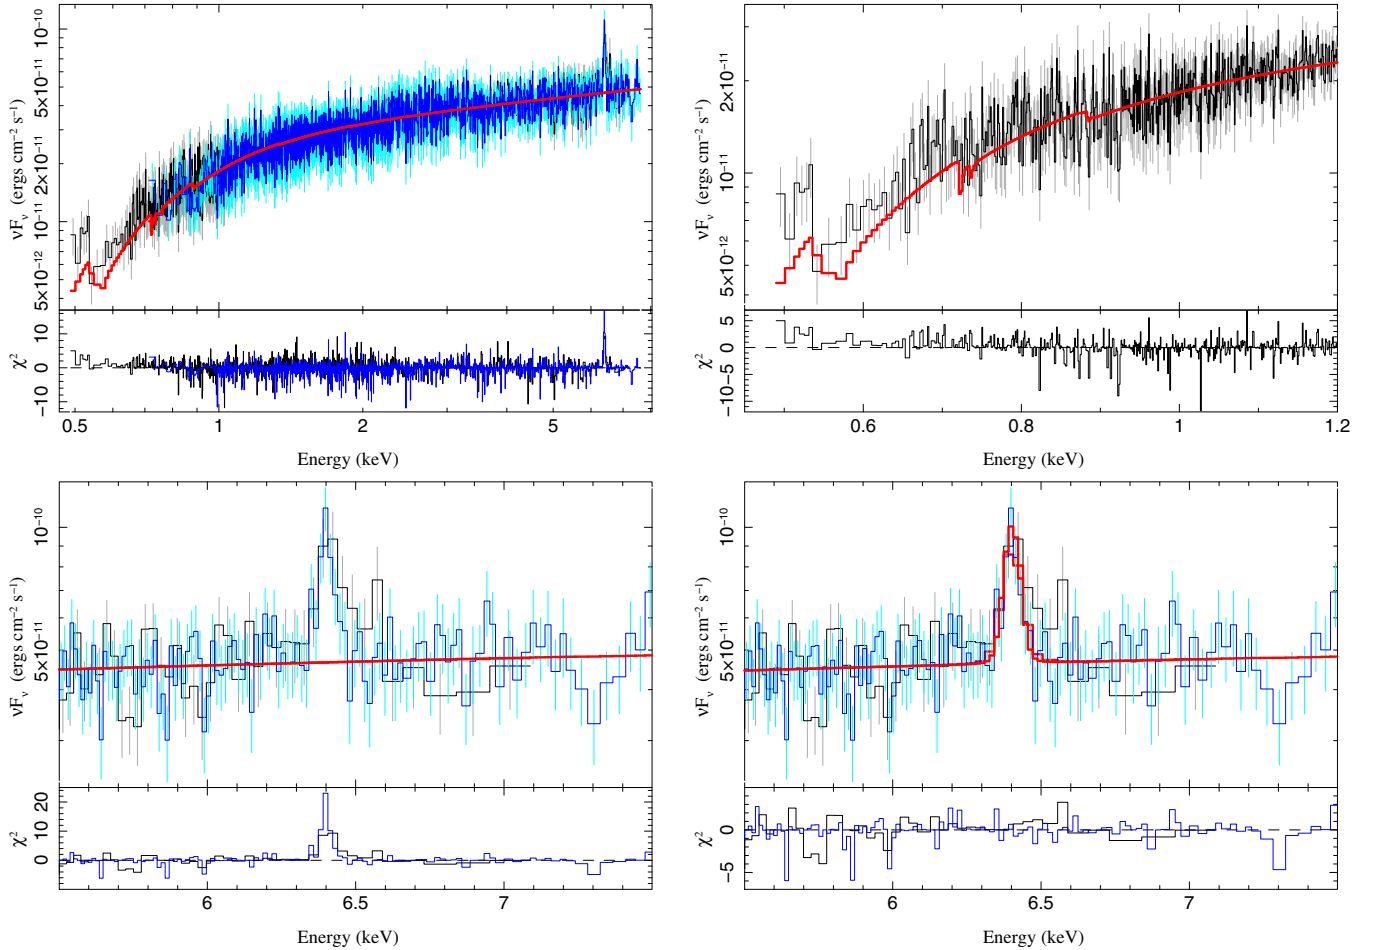 νFν (ergs cm−2 s−1)
5×10−12 10−11 2×10−11 5×10−11 10−10
χ2
−10 0 10
0.5 1 2 5
Energy (keV)
νFν (ergs cm−2 s−1)
5×10−12 10−11 2×10−11
χ2
−10 −5 0 5
0.6 0.8 1 1.2
Energy (keV)
νFν (ergs cm−2 s−1)
5×10−11 10−10
χ2
0 10 20
6 6.5 7
Energy (keV)
νFν (ergs cm−2 s−1)
5×10−11 10−10
χ2
−5 0
6 6.5 7
Energy (keV)